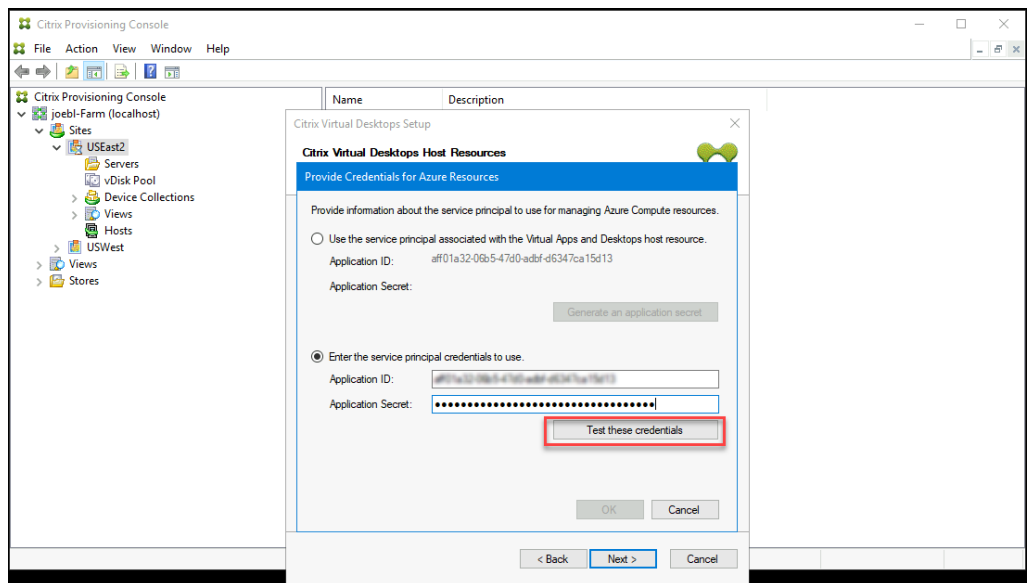 Citrix Provisioning Console
File Action View Window Help
Citrix Provisioning Console
joebl-Farm (localhost)
Sites
USEast2
Servers
vDisk Pool
Device Collections
Views
Hosts
USWest
Views
Stores
Name Description
Citrix Virtual Desktops Setup
Citrix Virtual Desktops Host Resources
Provide Credentials for Azure Resources
Provide information about the service principal to use for managing Azure Compute resources.
Use the service principal associated with the Virtual Apps and Desktops host resource.
Application ID: aff01a32-06b5-47d0-adbf-d6347ca15d13
Application Secret:
Generate an application secret
Enter the service principal credentials to use.
Application ID:
Application Secret:
Test these credentials
OK Cancel
< Back Next > Cancel